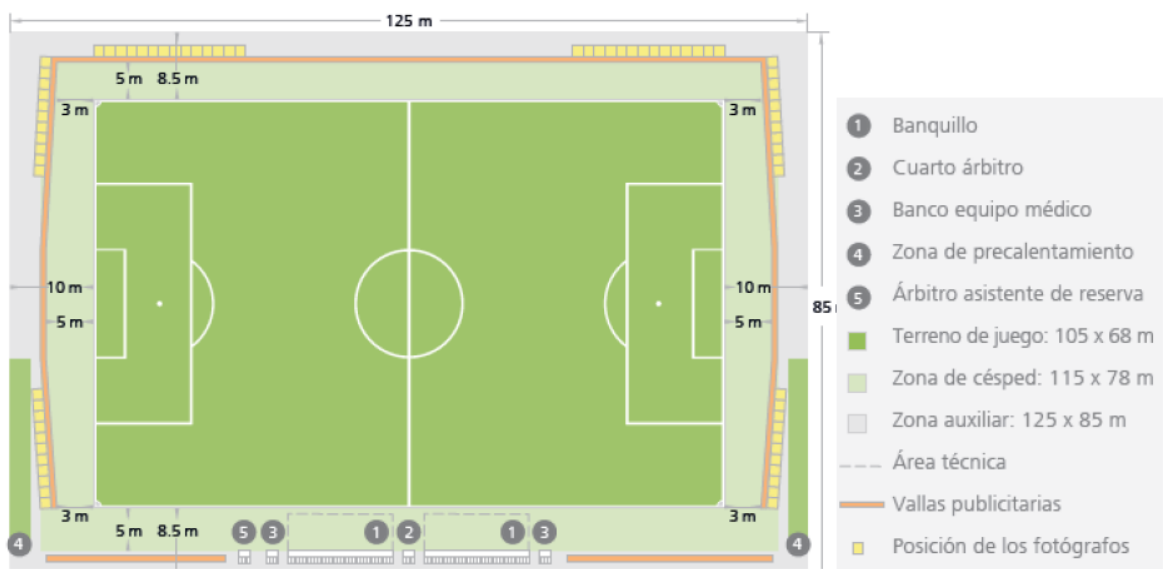 125 m
5 m 8.5 m
3 m 3 m
10 m 10 m
5 m 5 m
85
3 m 3 m
5 m 8.5 m
5 3 1 2 1 3
4 4
1 Banquillo
2 Cuarto árbitro
3 Banco equipo médico
4 Zona de precalentamiento
5 Árbitro asistente de reserva
Terreno de juego: 105 x 68 m
Zona de césped: 115 x 78 m
Zona auxiliar: 125 x 85 m
Área técnica
Vallas publicitarias
Posición de los fotógrafos